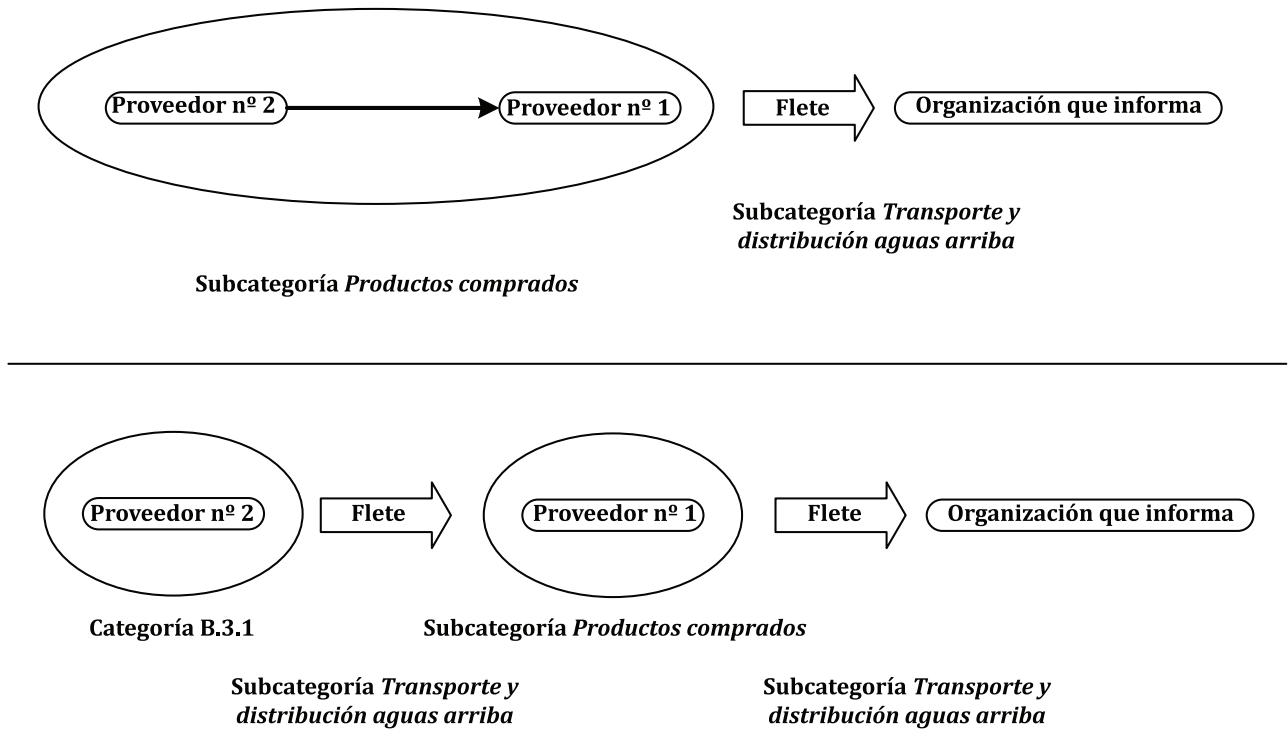 Proveedor nº 2
Proveedor nº 1
Flete
Organización que informa
Subcategoría Transporte y
distribución aguas arriba
Subcategoría Productos comprados
Proveedor nº 2
Flete
Proveedor nº 1
Flete
Organización que informa
Categoría B.3.1
Subcategoría Productos comprados
Subcategoría Transporte y
distribución aguas arriba
Subcategoría Transporte y
distribución aguas arriba